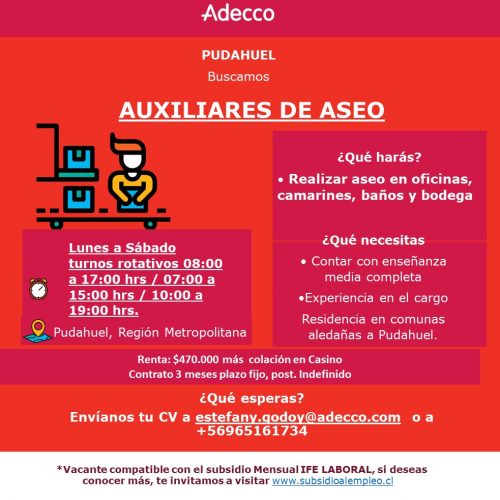 Adecco
PUDAHUEL
Buscamos
AUXILIARES DE ASEO
Lunes a Sábado
turnos rotativos 08:00
a 17:00 hrs / 07:00 a
15:00 hrs / 10:00 a
19:00 hrs.
Pudahuel, Región Metropolitana
¿Qué harás?
• Realizar aseo en oficinas,
camarines, baños y bodega
¿Qué necesitas
• Contar con enseñanza
media completa
•Experiencia en el cargo
Residencia en comunas
aledañas a Pudahuel.
Renta: $470.000 más colación en Casino
Contrato 3 meses plazo fijo, post. Indefinido
¿Qué esperas?
Envíanos tu CV a estefany.godoy@adecco.com o a
+56965161734
*Vacante compatible con el subsidio Mensual IFE LABORAL, si deseas
conocer más, te invitamos a visitar www.subsidioalempleo.cl